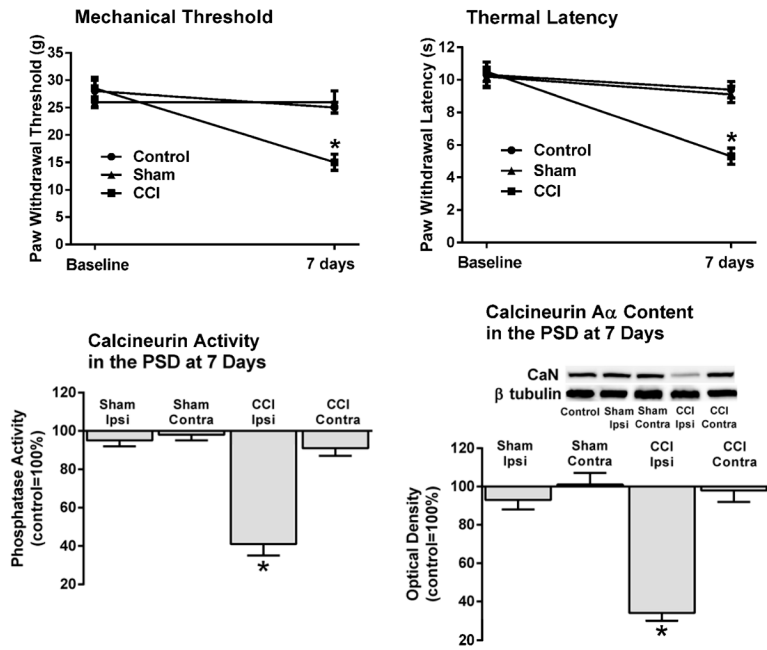 Mechanical Threshold
Paw Withdrawal Threshold (g)
35
30
25
20
15
10
5
0
*
Control
Sham
CCI
Baseline
7 days
Thermal Latency
Paw Withdrawal Latency (s)
12
10
8
6
4
2
0
*
Control
Sham
CCI
Baseline
7 days
Calcineurin Activity
in the PSD at 7 Days
Phosphatase Activity
(control=100%)
120
100
80
60
40
20
Sham
Ipsi
Sham
Contra
CCI
Ipsi
CCI
Contra
*
Calcineurin Aα Content
in the PSD at 7 Days
CaN
β tubulin
Control
Sham
Ipsi
Sham
Contra
CCI
Ipsi
CCI
Contra
Optical Density
(control=100%)
120
100
80
60
40
20
Sham
Ipsi
Sham
Contra
CCI
Ipsi
CCI
Contra
*